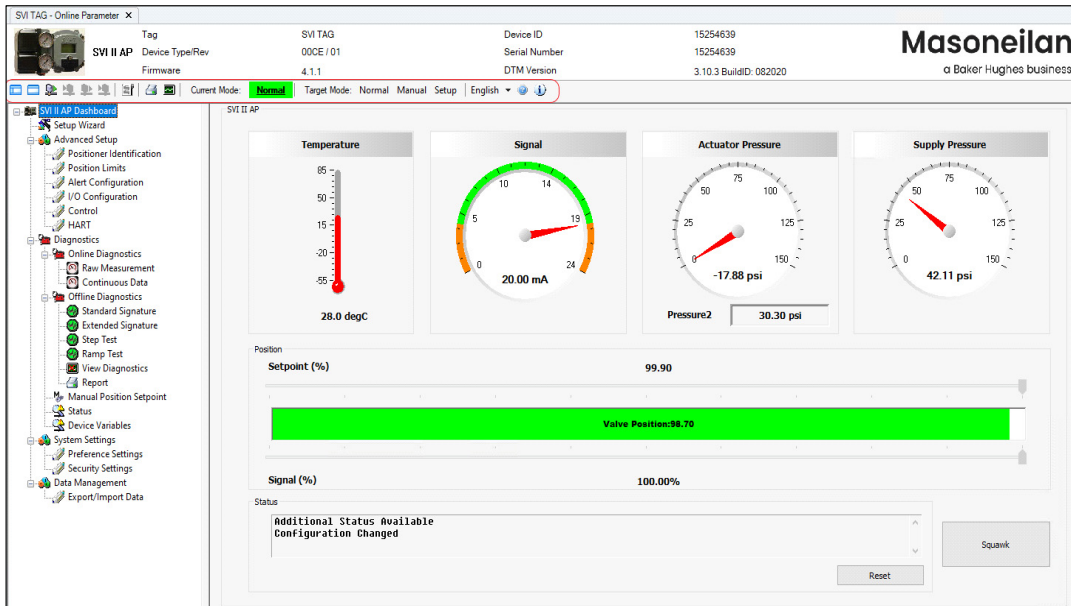 SVI TAG - Online Parameter X
SVI II AP
Tag SVI TAG Device ID 15254639
Device Type/Rev 00CE / 01 Serial Number 15254639
Firmware 4.1.1 DTM Version 3.10.3 BuildID: 082020
Masoneilan
a Baker Hughes business
Current Mode: Normal Target Mode: Normal Manual Setup English
SVI II AP Dashboard
Setup Wizard
Advanced Setup
Positioner Identification
Position Limits
Alert Configuration
I/O Configuration
Control
HART
Diagnostics
Online Diagnostics
Raw Measurement
Continuous Data
Offline Diagnostics
Standard Signature
Extended Signature
Step Test
Ramp Test
View Diagnostics
Report
Manual Position Setpoint
Status
Device Variables
System Settings
Preference Settings
Security Settings
Data Management
Export/Import Data
SVI II AP
Temperature
85
50
15
-20
-55
28.0 degC
Signal
0 5 10 14 19 24
20.00 mA
Actuator Pressure
0 25 50 75 100 125 150
-17.88 psi
Pressure2 30.30 psi
Supply Pressure
0 25 50 75 100 125 150
42.11 psi
Position
Setpoint (%) 99.90
Valve Position:98.70
Signal (%) 100.00%
Status
Additional Status Available
Configuration Changed
Reset
Squawk